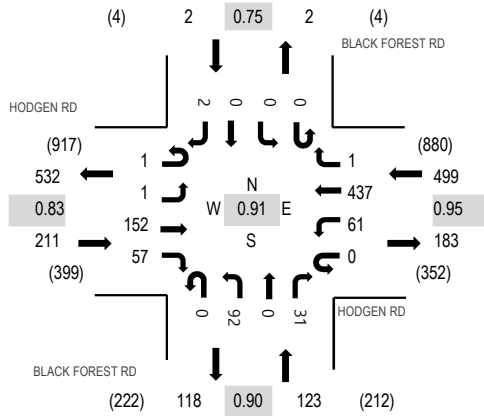 (4) 2 0.75 2 (4)
BLACK FOREST RD
2 0 0 0
HODGEN RD
(917) (880)
1 1
532 499
1 437
N
0.83 W 0.91 E 0.95
152 61
211 183
S
57 0
(399) (352)
0 92 0 31
HODGEN RD
BLACK FOREST RD
(222) 118 0.90 123 (212)